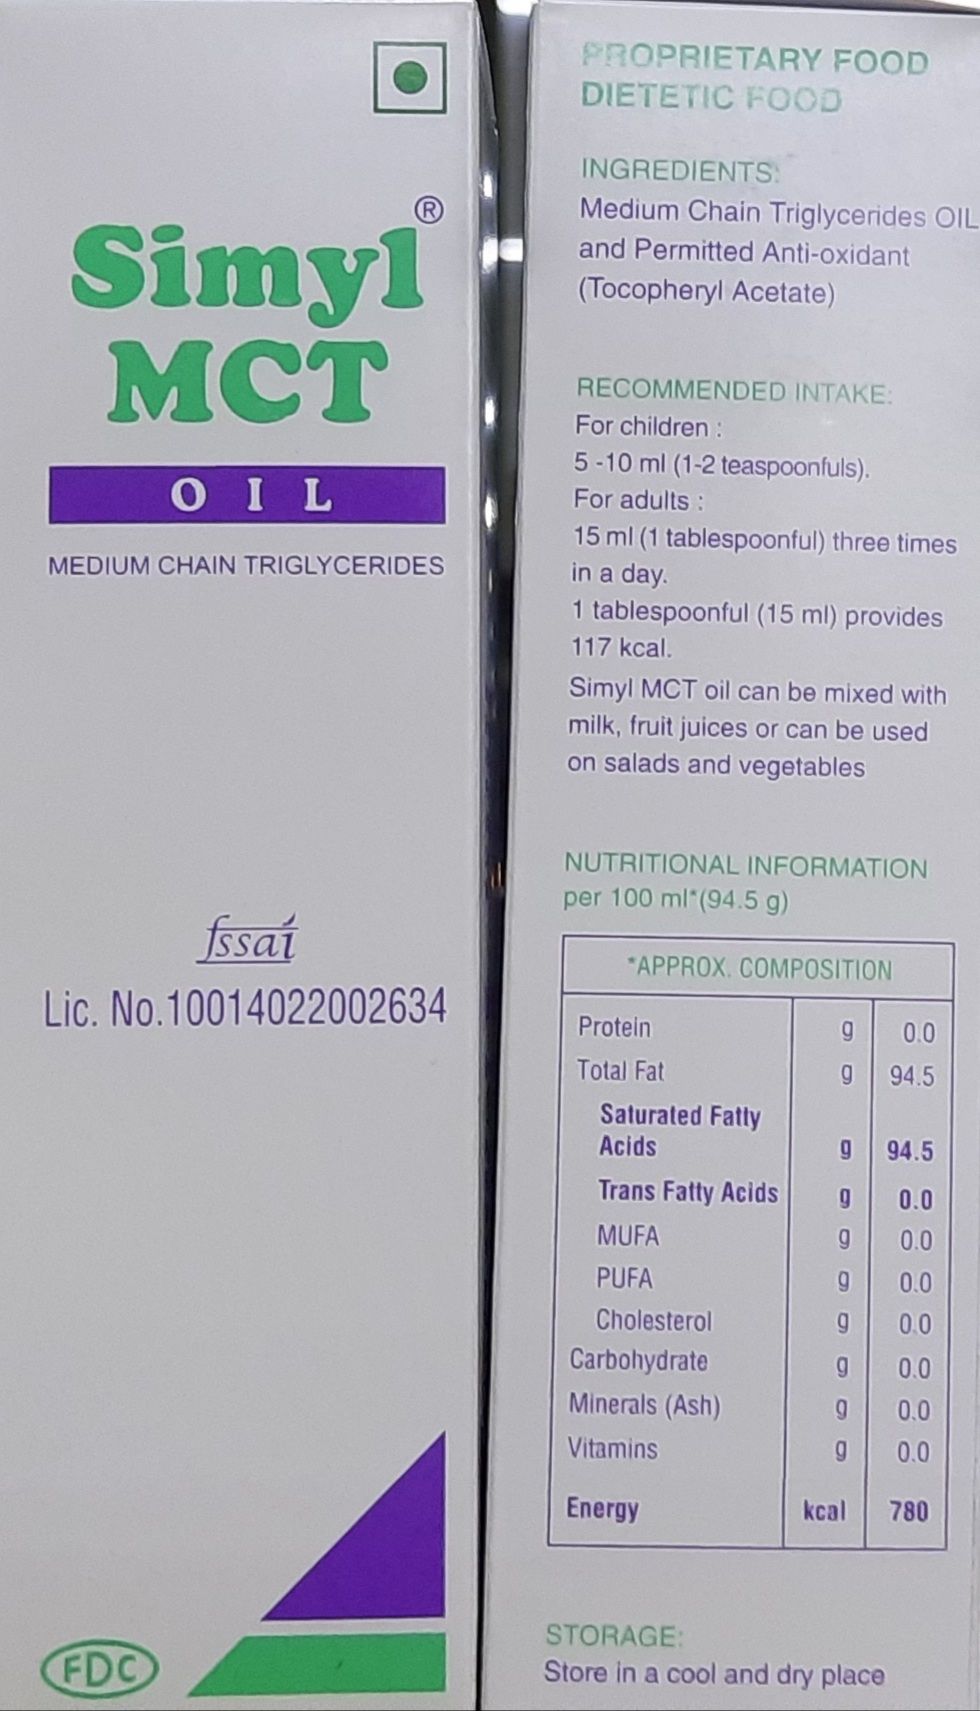 Simyl®
MCT
OIL
MEDIUM CHAIN TRIGLYCERIDES
fssai
Lic. No.10014022002634
FDC
PROPRIETARY FOOD
DIETETIC FOOD
INGREDIENTS:
Medium Chain Triglycerides OIL
and Permitted Anti-oxidant
(Tocopheryl Acetate)
RECOMMENDED INTAKE:
For children :
5 -10 ml (1-2 teaspoonfuls).
For adults :
15 ml (1 tablespoonful) three times
in a day.
1 tablespoonful (15 ml) provides
117 kcal.
Simyl MCT oil can be mixed with
milk, fruit juices or can be used
on salads and vegetables
NUTRITIONAL INFORMATION
per 100 ml*(94.5 g)
*APPROX. COMPOSITION
Protein g 0.0
Total Fat g 94.5
Saturated Fatty
Acids g 94.5
Trans Fatty Acids g 0.0
MUFA g 0.0
PUFA g 0.0
Cholesterol g 0.0
Carbohydrate g 0.0
Minerals (Ash) g 0.0
Vitamins g 0.0
Energy kcal 780
STORAGE:
Store in a cool and dry place